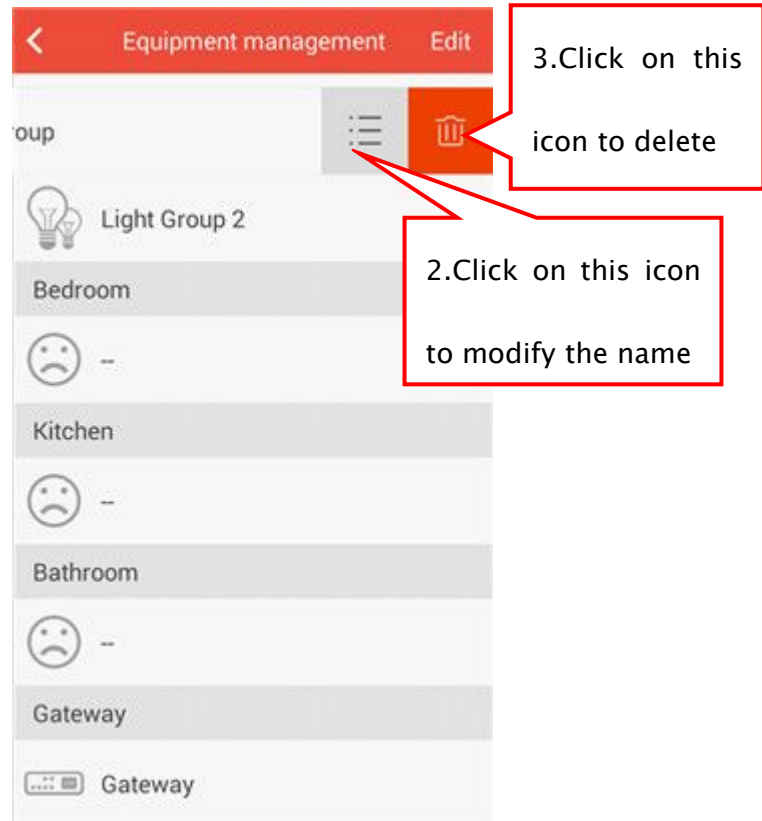 Equipment management Edit
3.Click on this
icon to delete
oup
Light Group 2
2.Click on this icon
to modify the name
Bedroom
--
Kitchen
--
Bathroom
--
Gateway
Gateway